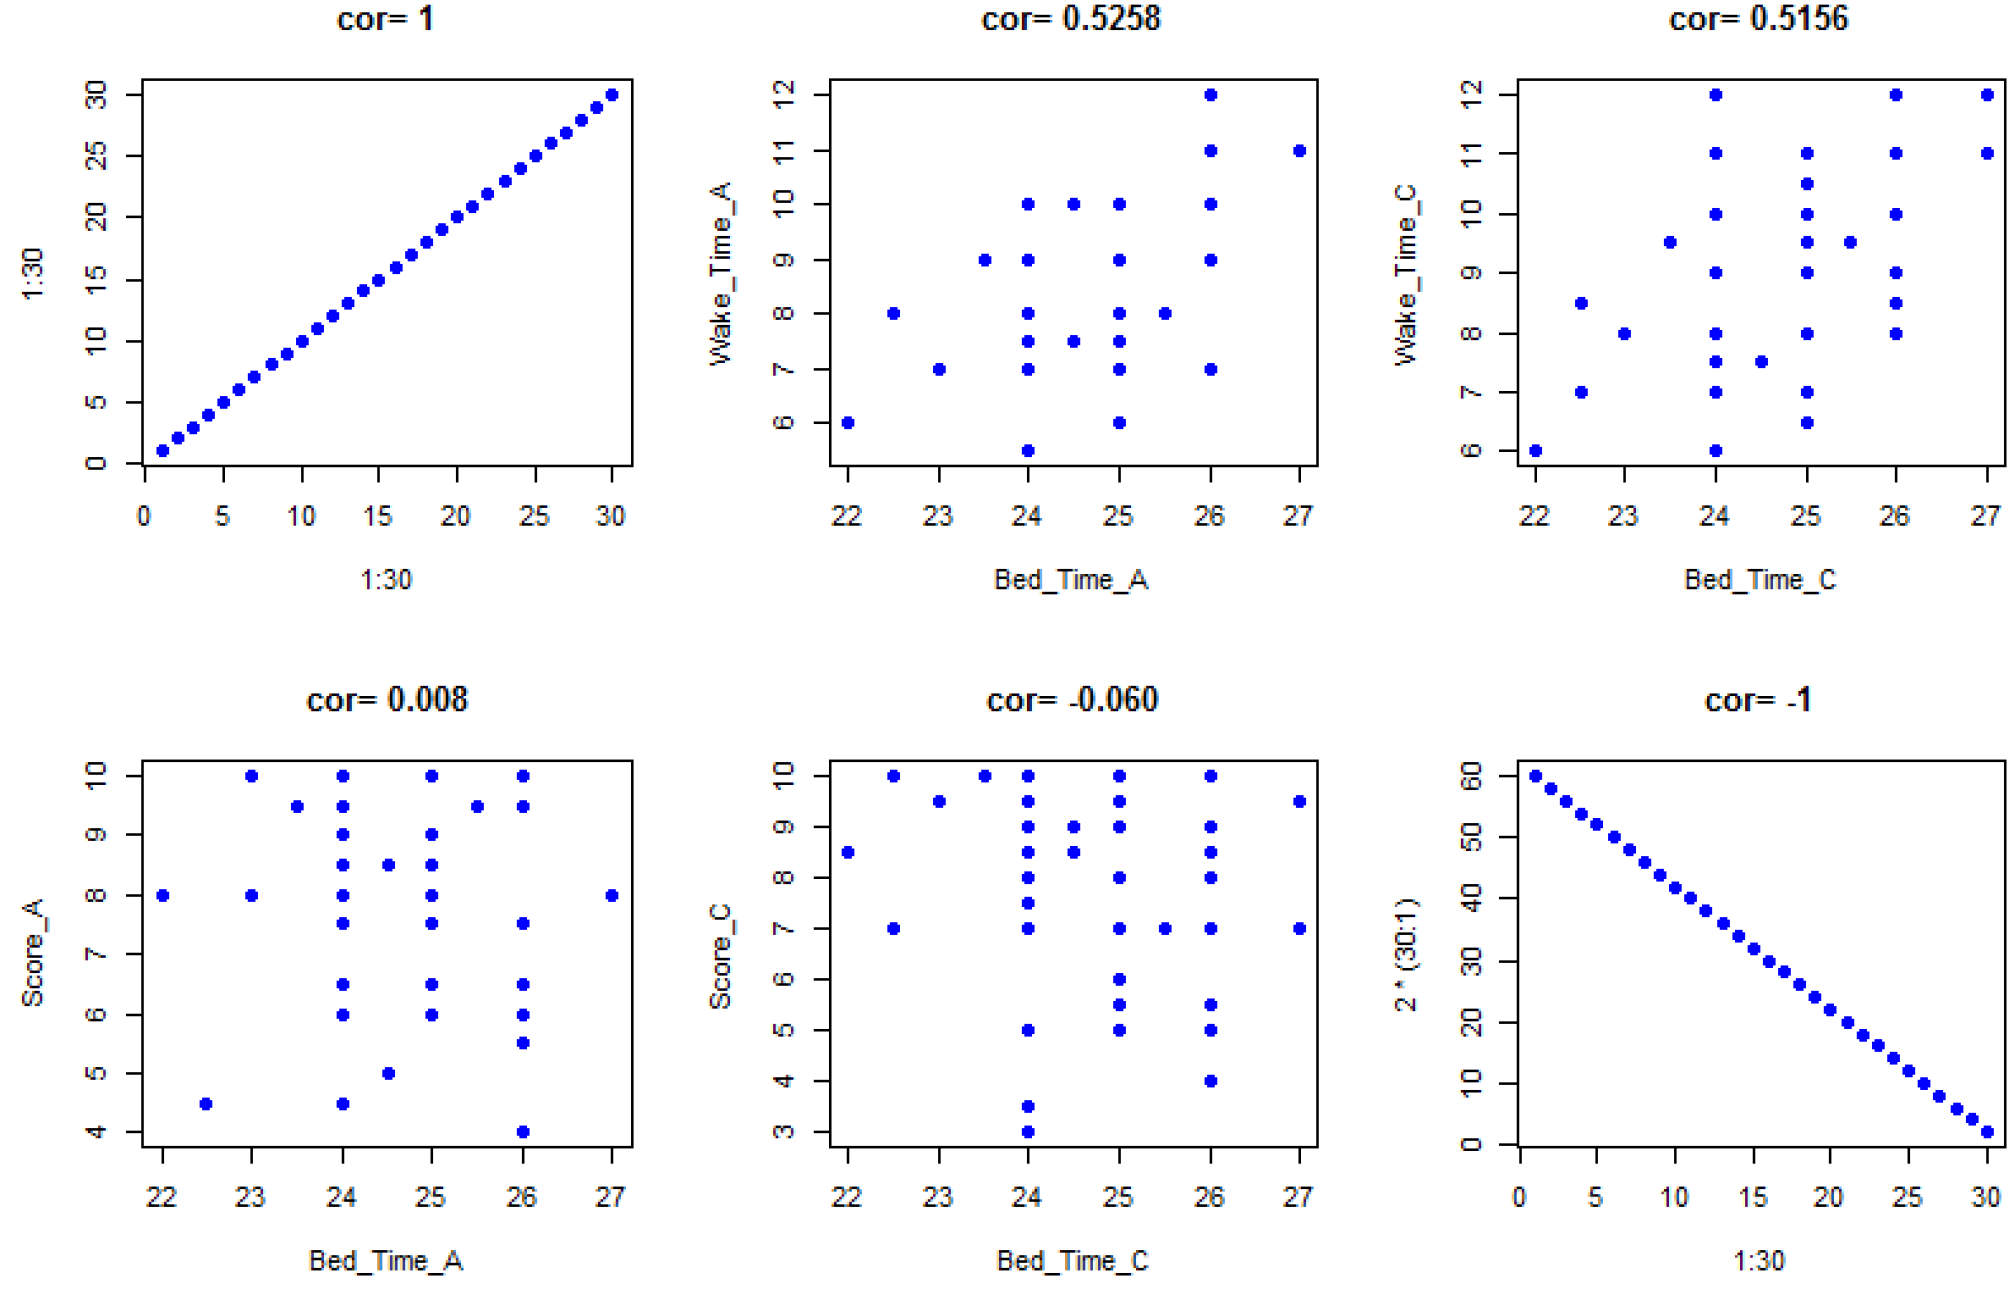 cor= 1
cor= 0.5258
cor= 0.5156
1:30
0 5 10 15 20 25 30
0 5 10 15 20 25 30
1:30
Wake_Time_A
6 7 8 9 10 11 12
22 23 24 25 26 27
Bed_Time_A
Wake_Time_C
6 7 8 9 10 11 12
22 23 24 25 26 27
Bed_Time_C
cor= 0.008
cor= -0.060
cor= -1
Score_A
4 5 6 7 8 9 10
22 23 24 25 26 27
Bed_Time_A
Score_C
3 4 5 6 7 8 9 10
22 23 24 25 26 27
Bed_Time_C
2 * (30:1)
0 10 20 30 40 50 60
0 5 10 15 20 25 30
1:30